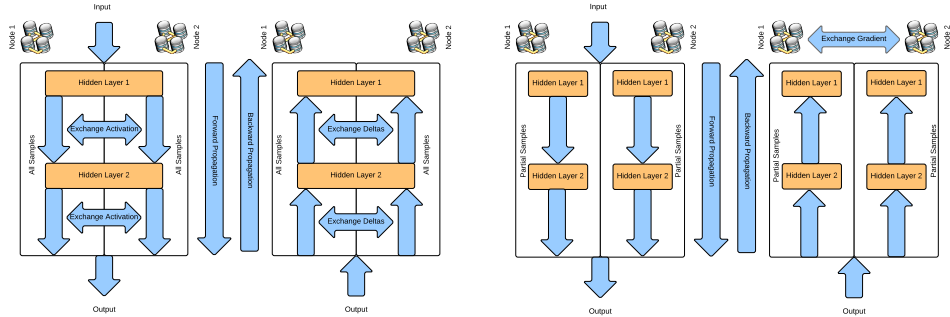 Input
Node 1
Node 2
Hidden Layer 1
Exchange Activation
All Samples
All Samples
Hidden Layer 2
Exchange Activation
Output
Forward Propagation
Backward Propagation
Node 1
Node 2
Hidden Layer 1
Exchange Deltas
All Samples
All Samples
Hidden Layer 2
Exchange Deltas
Output
Input
Node 1
Node 2
Hidden Layer 1
Hidden Layer 1
Partial Samples
Partial Samples
Hidden Layer 2
Hidden Layer 2
Output
Forward Propagation
Backward Propagation
Node 1
Exchange Gradient
Node 2
Hidden Layer 1
Hidden Layer 1
Partial Samples
Partial Samples
Hidden Layer 2
Hidden Layer 2
Output